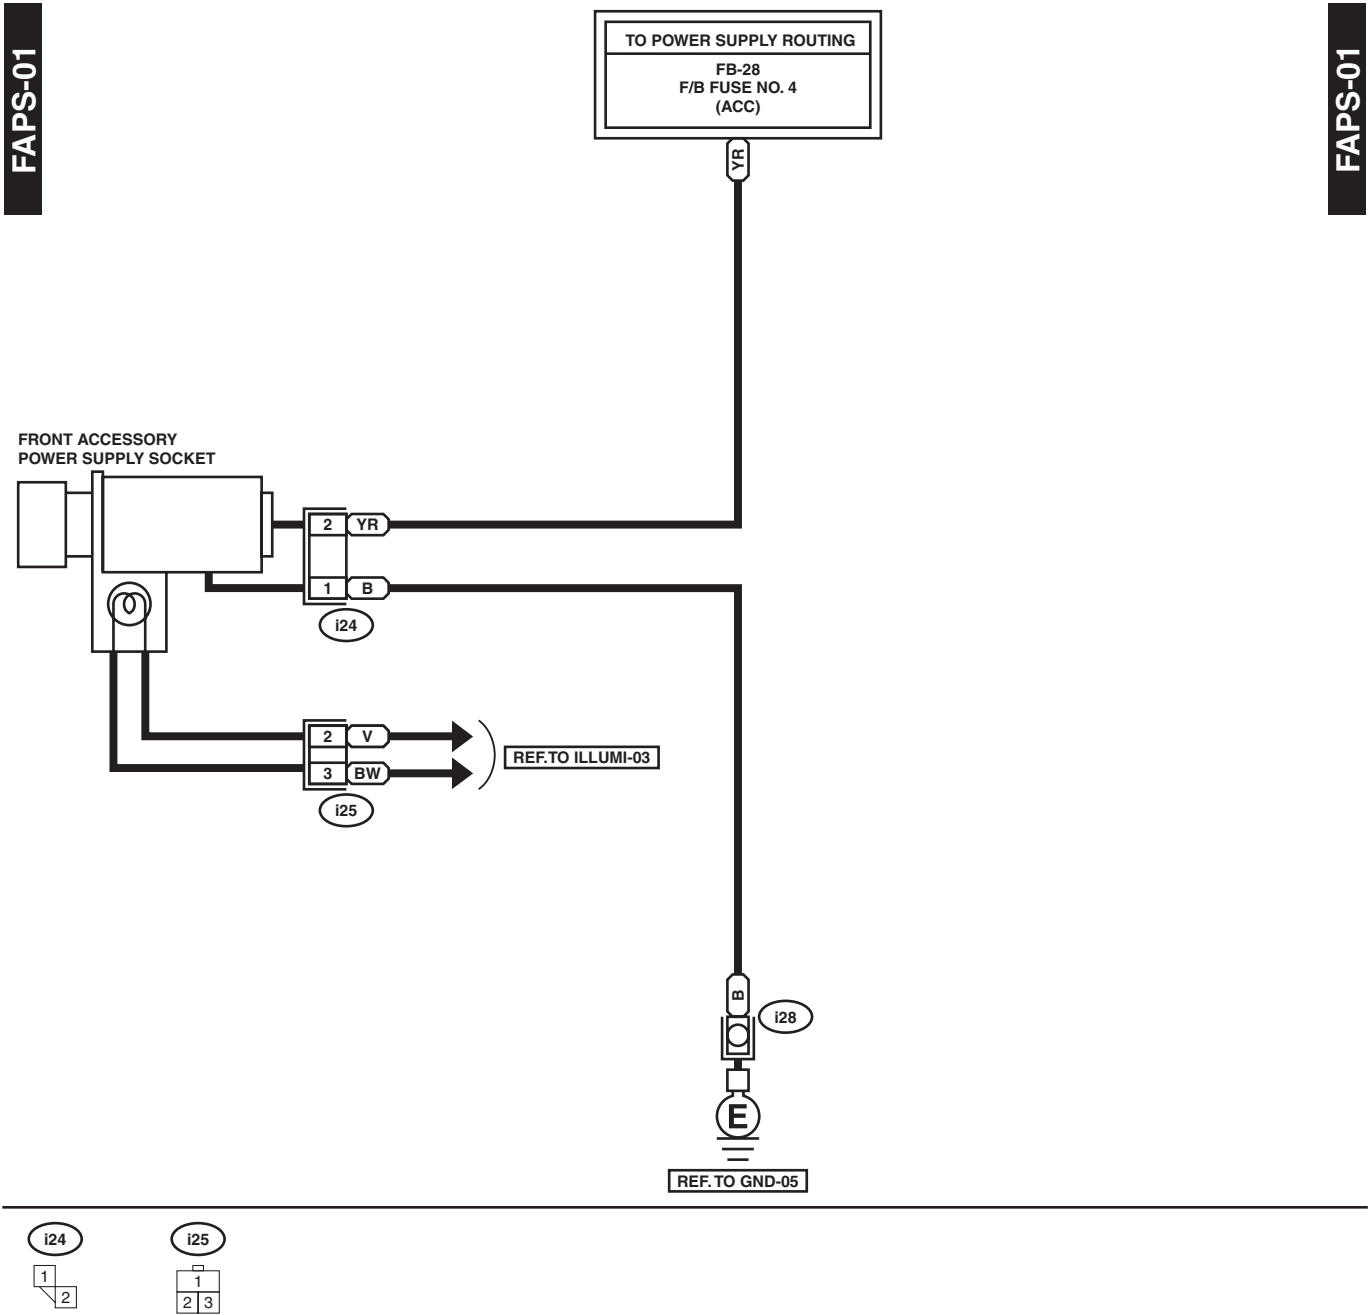 FAPS-01
FAPS-01
TO POWER SUPPLY ROUTING
FB-28
F/B FUSE NO. 4
(ACC)
YR
FRONT ACCESSORY
POWER SUPPLY SOCKET
2 YR
1 B
i24
2 V
3 BW
REF.TO ILLUMI-03
i25
B
i28
E
REF. TO GND-05
i24
i25
1
2
1
2 3